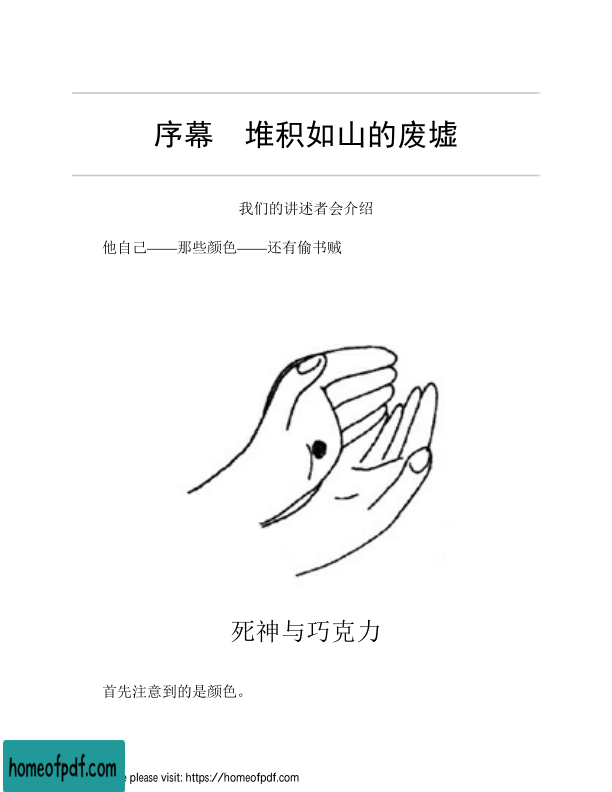 序幕　堆积如山的废墟
我们的讲述者会介绍
他自己——那些颜色——还有偷书贼
死神与巧克力
首先注意到的是颜色。
homeofpdf.com please visit: https://homeofpdf.com